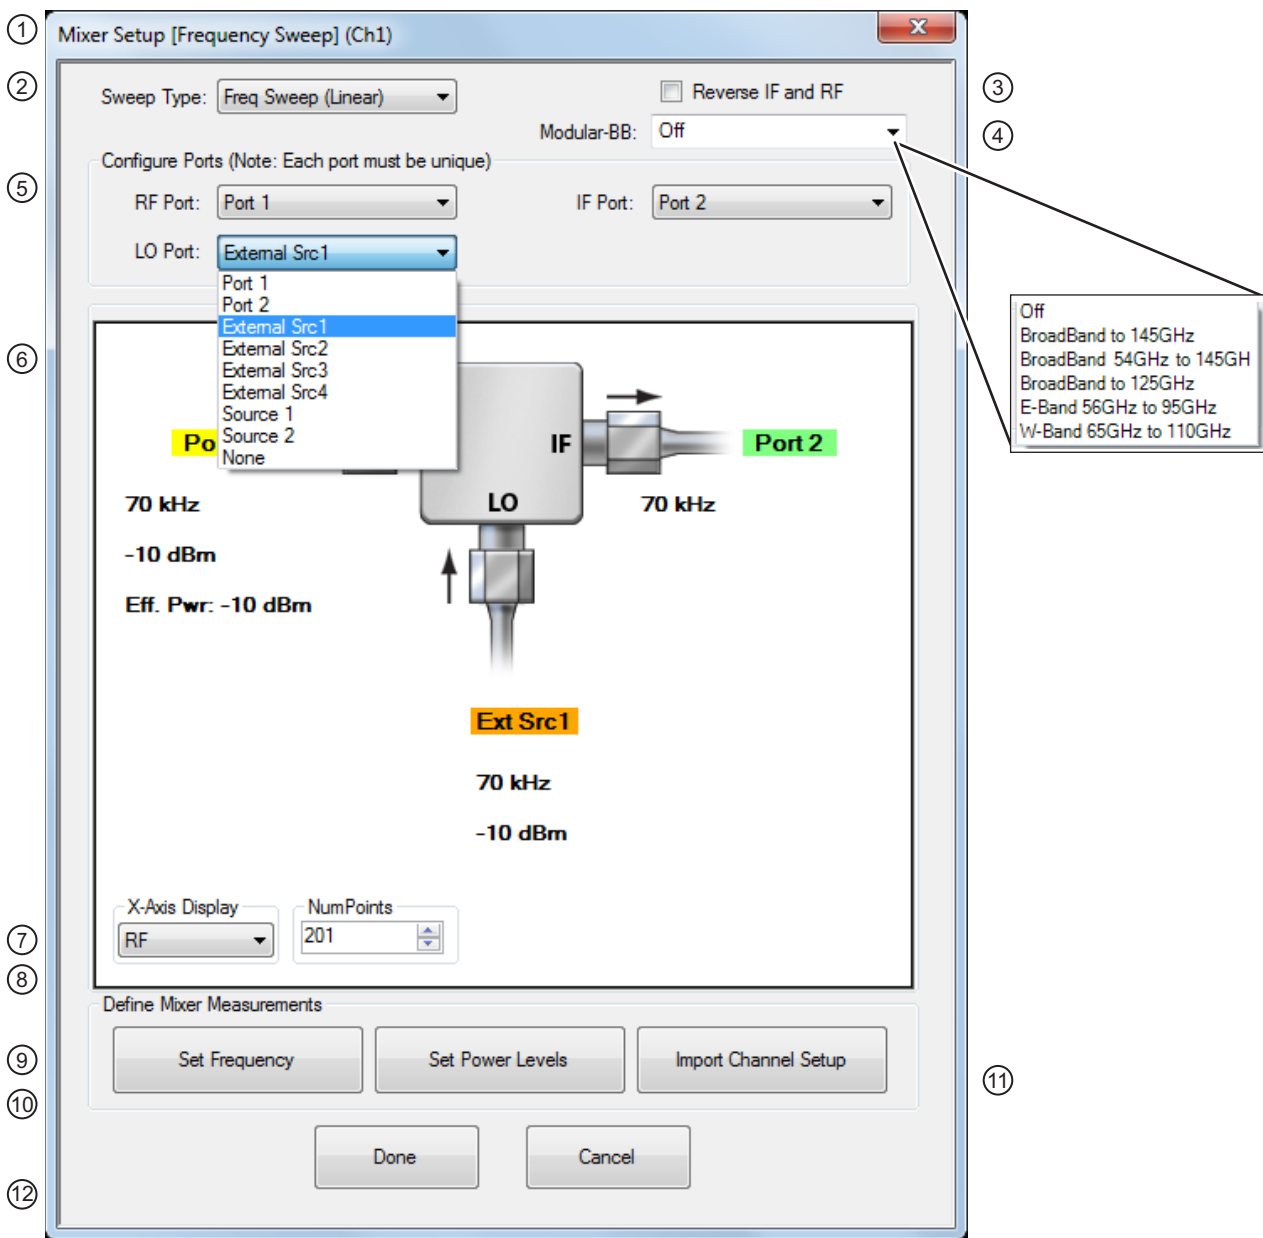 1
Mixer Setup [Frequency Sweep] (Ch1)
2
Sweep Type: Freq Sweep (Linear)
Reverse IF and RF
3
Modular-BB: Off
4
Configure Ports (Note: Each port must be unique)
5
RF Port: Port 1
IF Port: Port 2
LO Port: External Src1
Port 1
Port 2
External Src1
External Src2
External Src3
External Src4
Source 1
Source 2
None
Off
BroadBand to 145GHz
BroadBand 54GHz to 145GH
BroadBand to 125GHz
E-Band 56GHz to 95GHz
W-Band 65GHz to 110GHz
6
Po
IF
Port 2
LO
70 kHz
70 kHz
-10 dBm
Eff. Pwr: -10 dBm
Ext Src1
70 kHz
-10 dBm
X-Axis Display
NumPoints
7
RF
201
8
Define Mixer Measurements
9
Set Frequency
Set Power Levels
Import Channel Setup
11
10
Done
Cancel
12